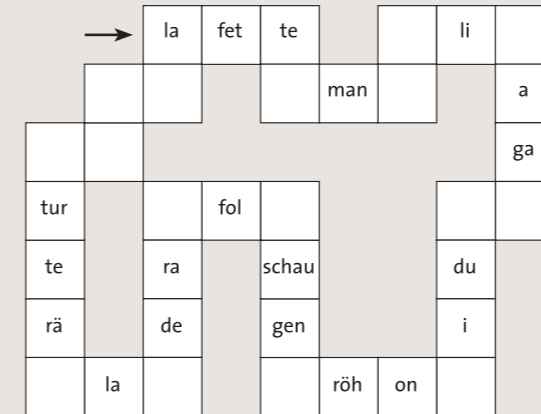 la fet te li
man a
ga
tur fol
te ra schau du
rä de gen i
la röh on